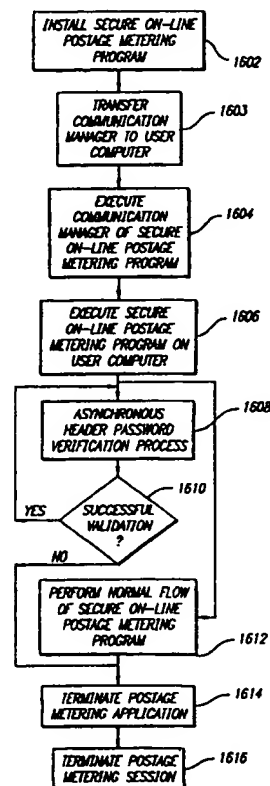 INSTALL SECURE ON-LINE
POSTAGE METERING
PROGRAM
1602
TRANSFER
COMMUNICATION
MANAGER TO USER
COMPUTER
1603
EXECUTE
COMMUNICATION
MANAGER OF SECURE
ON-LINE POSTAGE
METERING PROGRAM
1604
EXECUTE SECURE
ON-LINE POSTAGE
METERING PROGRAM ON
USER COMPUTER
1606
ASYNCHRONOUS
HEADER PASSWORD
VERIFICATION PROCESS
1608
SUCCESSFUL
VALIDATION
?
1610
YES
NO
PERFORM NORMAL FLOW
OF SECURE ON-LINE
POSTAGE METERING
PROGRAM
1612
TERMINATE POSTAGE
METERING APPLICATION
1614
TERMINATE POSTAGE
METERING SESSION
1616